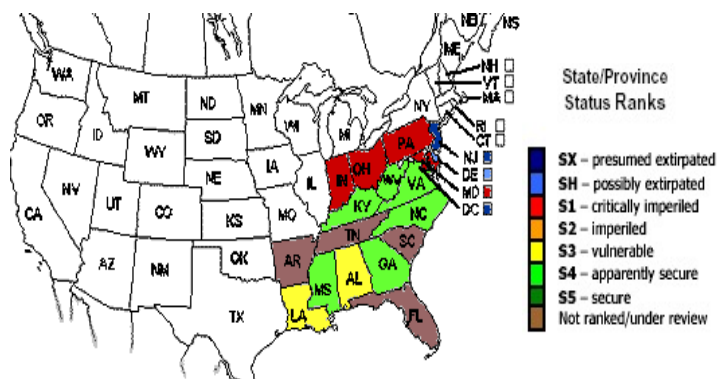 NB
NS
ME
WA
MT
ND
MN
NH
VT
MA
OR
ID
SD
WI
MI
NY
RI
CT
WY
IA
PA
NJ
NE
IL
IN
OH
DE
NV
UT
CO
WV
VA
MD
CA
KS
MO
KY
DC
NC
TN
AZ
NM
OK
AR
SC
MS
AL
GA
TX
LA
FL
State/Province
Status Ranks
SX – presumed extirpated
SH – possibly extirpated
S1 – critically imperiled
S2 – imperiled
S3 – vulnerable
S4 – apparently secure
S5 – secure
Not ranked/under review